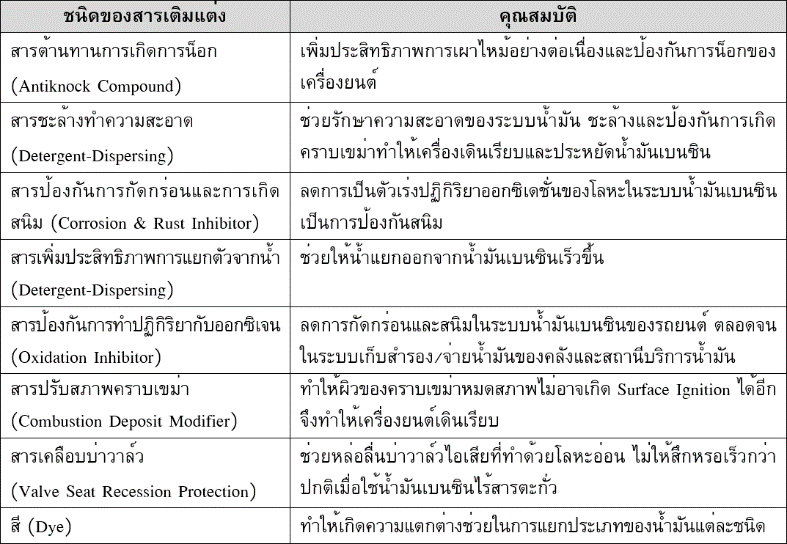 ชนิดของสารเติมแต่ง
คุณสมบัติ
สารต้านทานการเกิดการน็อก
(Antiknock Compound)
เพิ่มประสิทธิภาพการเผาไหม้อย่างต่อเนื่องและป้องกันการน็อกของ
เครื่องยนต์
สารชะล้างทำความสะอาด
(Detergent-Dispersing)
ช่วยรักษาความสะอาดของระบบน้ำมัน ชะล้างและป้องกันการเกิด
คราบเขม่าทำให้เครื่องเดินเรียบและประหยัดน้ำมันเบนซิน
สารป้องกันการกัดกร่อนและการเกิด
สนิม (Corrosion & Rust Inhibitor)
ลดการเป็นตัวเร่งปฏิกิริยาออกซิเดชั่นของโลหะในระบบน้ำมันเบนซิน
เป็นการป้องกันสนิม
สารเพิ่มประสิทธิภาพการแยกตัวจากน้ำ
(Detergent-Dispersing)
ช่วยให้น้ำแยกออกจากน้ำมันเบนซินเร็วขึ้น
สารป้องกันการทำปฏิกิริยากับออกซิเจน
(Oxidation Inhibitor)
ลดการกัดกร่อนและสนิมในระบบน้ำมันเบนซินของรถยนต์ ตลอดจน
ในระบบเก็บสำรอง/จ่ายน้ำมันของคลังและสถานีบริการน้ำมัน
สารปรับสภาพคราบเขม่า
(Combustion Deposit Modifier)
ทำให้ผิวของคราบเขม่าหมดสภาพไม่อาจเกิด Surface Ignition ได้อีก
จึงทำให้เครื่องยนต์เดินเรียบ
สารเคลือบบ่าวาล์ว
(Valve Seat Recession Protection)
ช่วยหล่อลื่นบ่าวาล์วไอเสียที่ทำด้วยโลหะอ่อน ไม่ให้สึกหรอเร็วกว่า
ปกติเมื่อใช้น้ำมันเบนซินไร้สารตะกั่ว
สี (Dye)
ทำให้เกิดความแตกต่างช่วยในการแยกประเภทของน้ำมันแต่ละชนิด